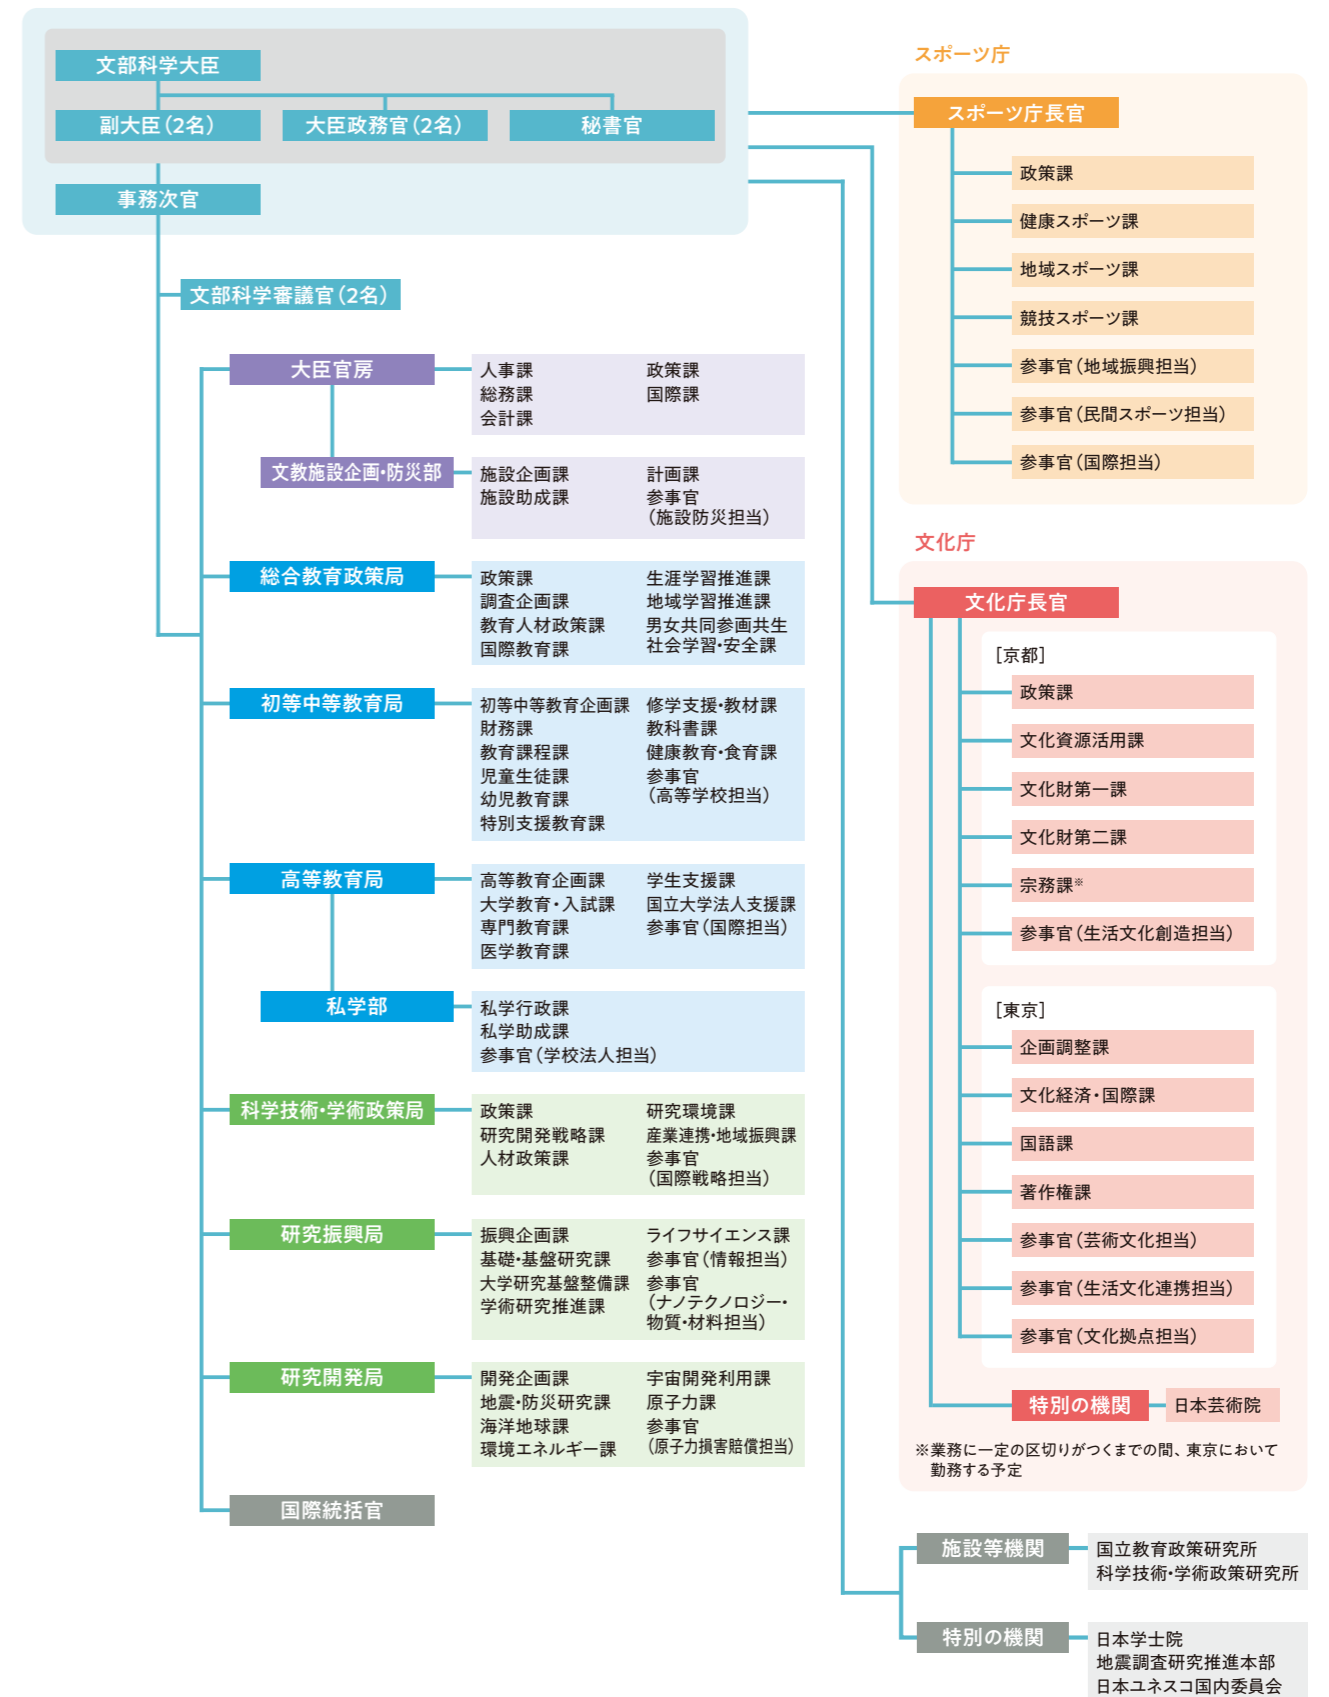 文部科学大臣
副大臣（2名）
大臣政務官（2名）
秘書官
事務次官
文部科学審議官（2名）
大臣官房
人事課
総務課
会計課
政策課
国際課
文教施設企画・防災部
施設企画課
施設助成課
計画課
参事官
（施設防災担当）
総合教育政策局
政策課
調査企画課
教育人材政策課
国際教育課
生涯学習推進課
地域学習推進課
男女共同参画共生
社会学習・安全課
初等中等教育局
初等中等教育企画課
財務課
教育課程課
児童生徒課
幼児教育課
特別支援教育課
修学支援・教材課
教科書課
健康教育・食育課
参事官
（高等学校担当）
高等教育局
高等教育企画課
大学教育・入試課
専門教育課
医学教育課
学生支援課
国立大学法人支援課
参事官（国際担当）
私学部
私学行政課
私学助成課
参事官（学校法人担当）
科学技術・学術政策局
政策課
研究開発戦略課
人材政策課
研究環境課
産業連携・地域振興課
参事官
（国際戦略担当）
研究振興局
振興企画課
基礎・基盤研究課
大学研究基盤整備課
学術研究推進課
ライフサイエンス課
参事官（情報担当）
参事官
（ナノテクノロジー・
物質・材料担当）
研究開発局
開発企画課
地震・防災研究課
海洋地球課
環境エネルギー課
宇宙開発利用課
原子力課
参事官
（原子力損害賠償担当）
国際統括官
スポーツ庁
スポーツ庁長官
政策課
健康スポーツ課
地域スポーツ課
競技スポーツ課
参事官（地域振興担当）
参事官（民間スポーツ担当）
参事官（国際担当）
文化庁
文化庁長官
［京都］
政策課
文化資源活用課
文化財第一課
文化財第二課
宗務課※
参事官（生活文化創造担当）
［東京］
企画調整課
文化経済・国際課
国語課
著作権課
参事官（芸術文化担当）
参事官（生活文化連携担当）
参事官（文化拠点担当）
特別の機関
日本芸術院
※業務に一定の区切りがつくまでの間、東京において
勤務する予定
施設等機関
国立教育政策研究所
科学技術・学術政策研究所
特別の機関
日本学士院
地震調査研究推進本部
日本ユネスコ国内委員会